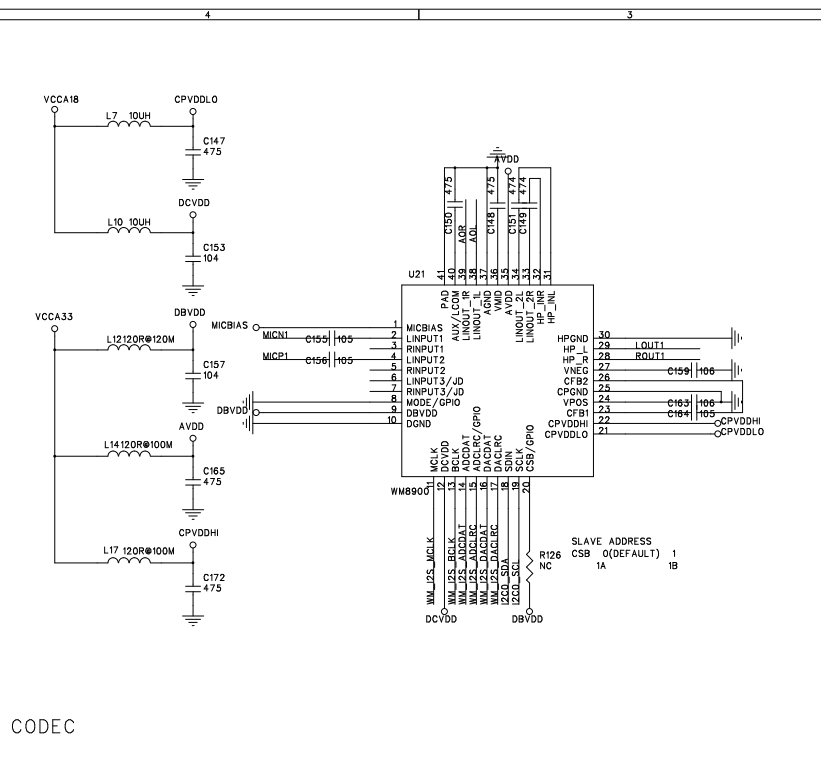 4 3
VCCA18 CPVDDLO
L7 10UH
C147
475
DCVDD
L10 10UH
C153
104
VCCA33 DBVDD
L12120R@120M
C157
104
AVDD
L14120R@100M
C165
475
CPVDDHI
L17 120R@100M
C172
475
AVDD
475 475 474 474
C150 AOR AOL C148 C151 C149
U21
41 40 39 38 37 36 35 34 33 32 31
PAD
AUX/LCOM
LINOUT_1R
LINOUT_1L
AGND
VMID
AVDD
LINOUT_2L
LINOUT_2R
HP_INR
HP_INL
MICBIAS 1 MICBIAS
MICN1 C155 105 2 LINPUT1
3 RINPUT1
MICP1 C156 105 4 LINPUT2
5 RINPUT2
6 LINPUT3/JD
7 RINPUT3/JD
8 MODE/GPIO
DBVDD 9 DBVDD
10 DGND
HPGND 30
HP_L 29 LOUT1
HP_R 28 ROUT1
VNEG 27 C159 106
CFB2 26
CPGND 25
VPOS 24 C163 106
CFB1 23 C164 105
CPVDDHI 22 CPVDDHI
CPVDDLO 21 CPVDDLO
MCLK
DCVDD
BCLK
ADCDAT
ADCLRC/GPIO
DACDAT
DACLRC
SDIN
SCLK
CSB/GPIO
WM8900
11 12 13 14 15 16 17 18 19 20
WM_I2S_MCLK
WM_I2S_BCLK
WM_I2S_ADCDAT
WM_I2S_ADCLRC
WM_I2S_DACDAT
WM_I2S_DACLRC
I2C0_SDA
I2C0_SCL
R126
NC
DCVDD DBVDD
SLAVE ADDRESS
CSB 0(DEFAULT) 1
1A 1B
CODEC